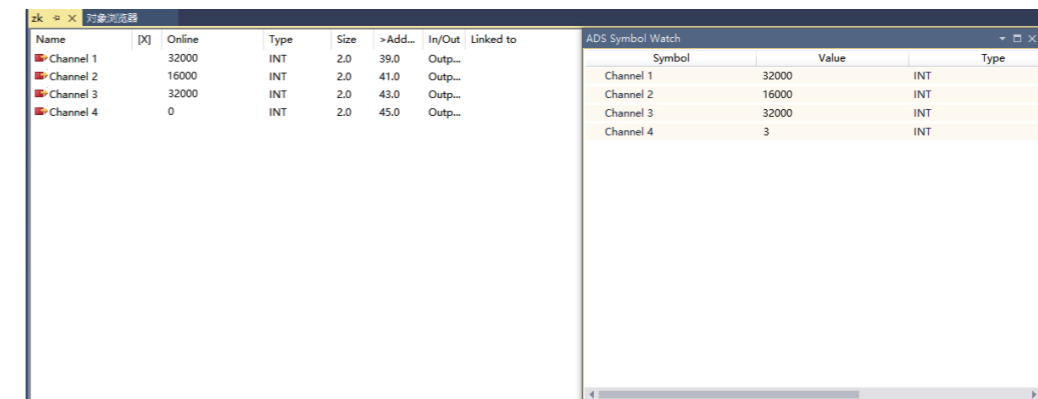 zk 对象浏览器
Name [X] Online Type Size >Add... In/Out Linked to
Channel 1 32000 INT 2.0 39.0 Outp...
Channel 2 16000 INT 2.0 41.0 Outp...
Channel 3 32000 INT 2.0 43.0 Outp...
Channel 4 0 INT 2.0 45.0 Outp...
ADS Symbol Watch
Symbol Value Type
Channel 1 32000 INT
Channel 2 16000 INT
Channel 3 32000 INT
Channel 4 3 INT